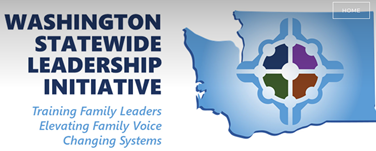 WASHINGTON
STATEWIDE
LEADERSHIP
INITIATIVE
Training Family Leaders
Elevating Family Voice
Changing Systems
HOME